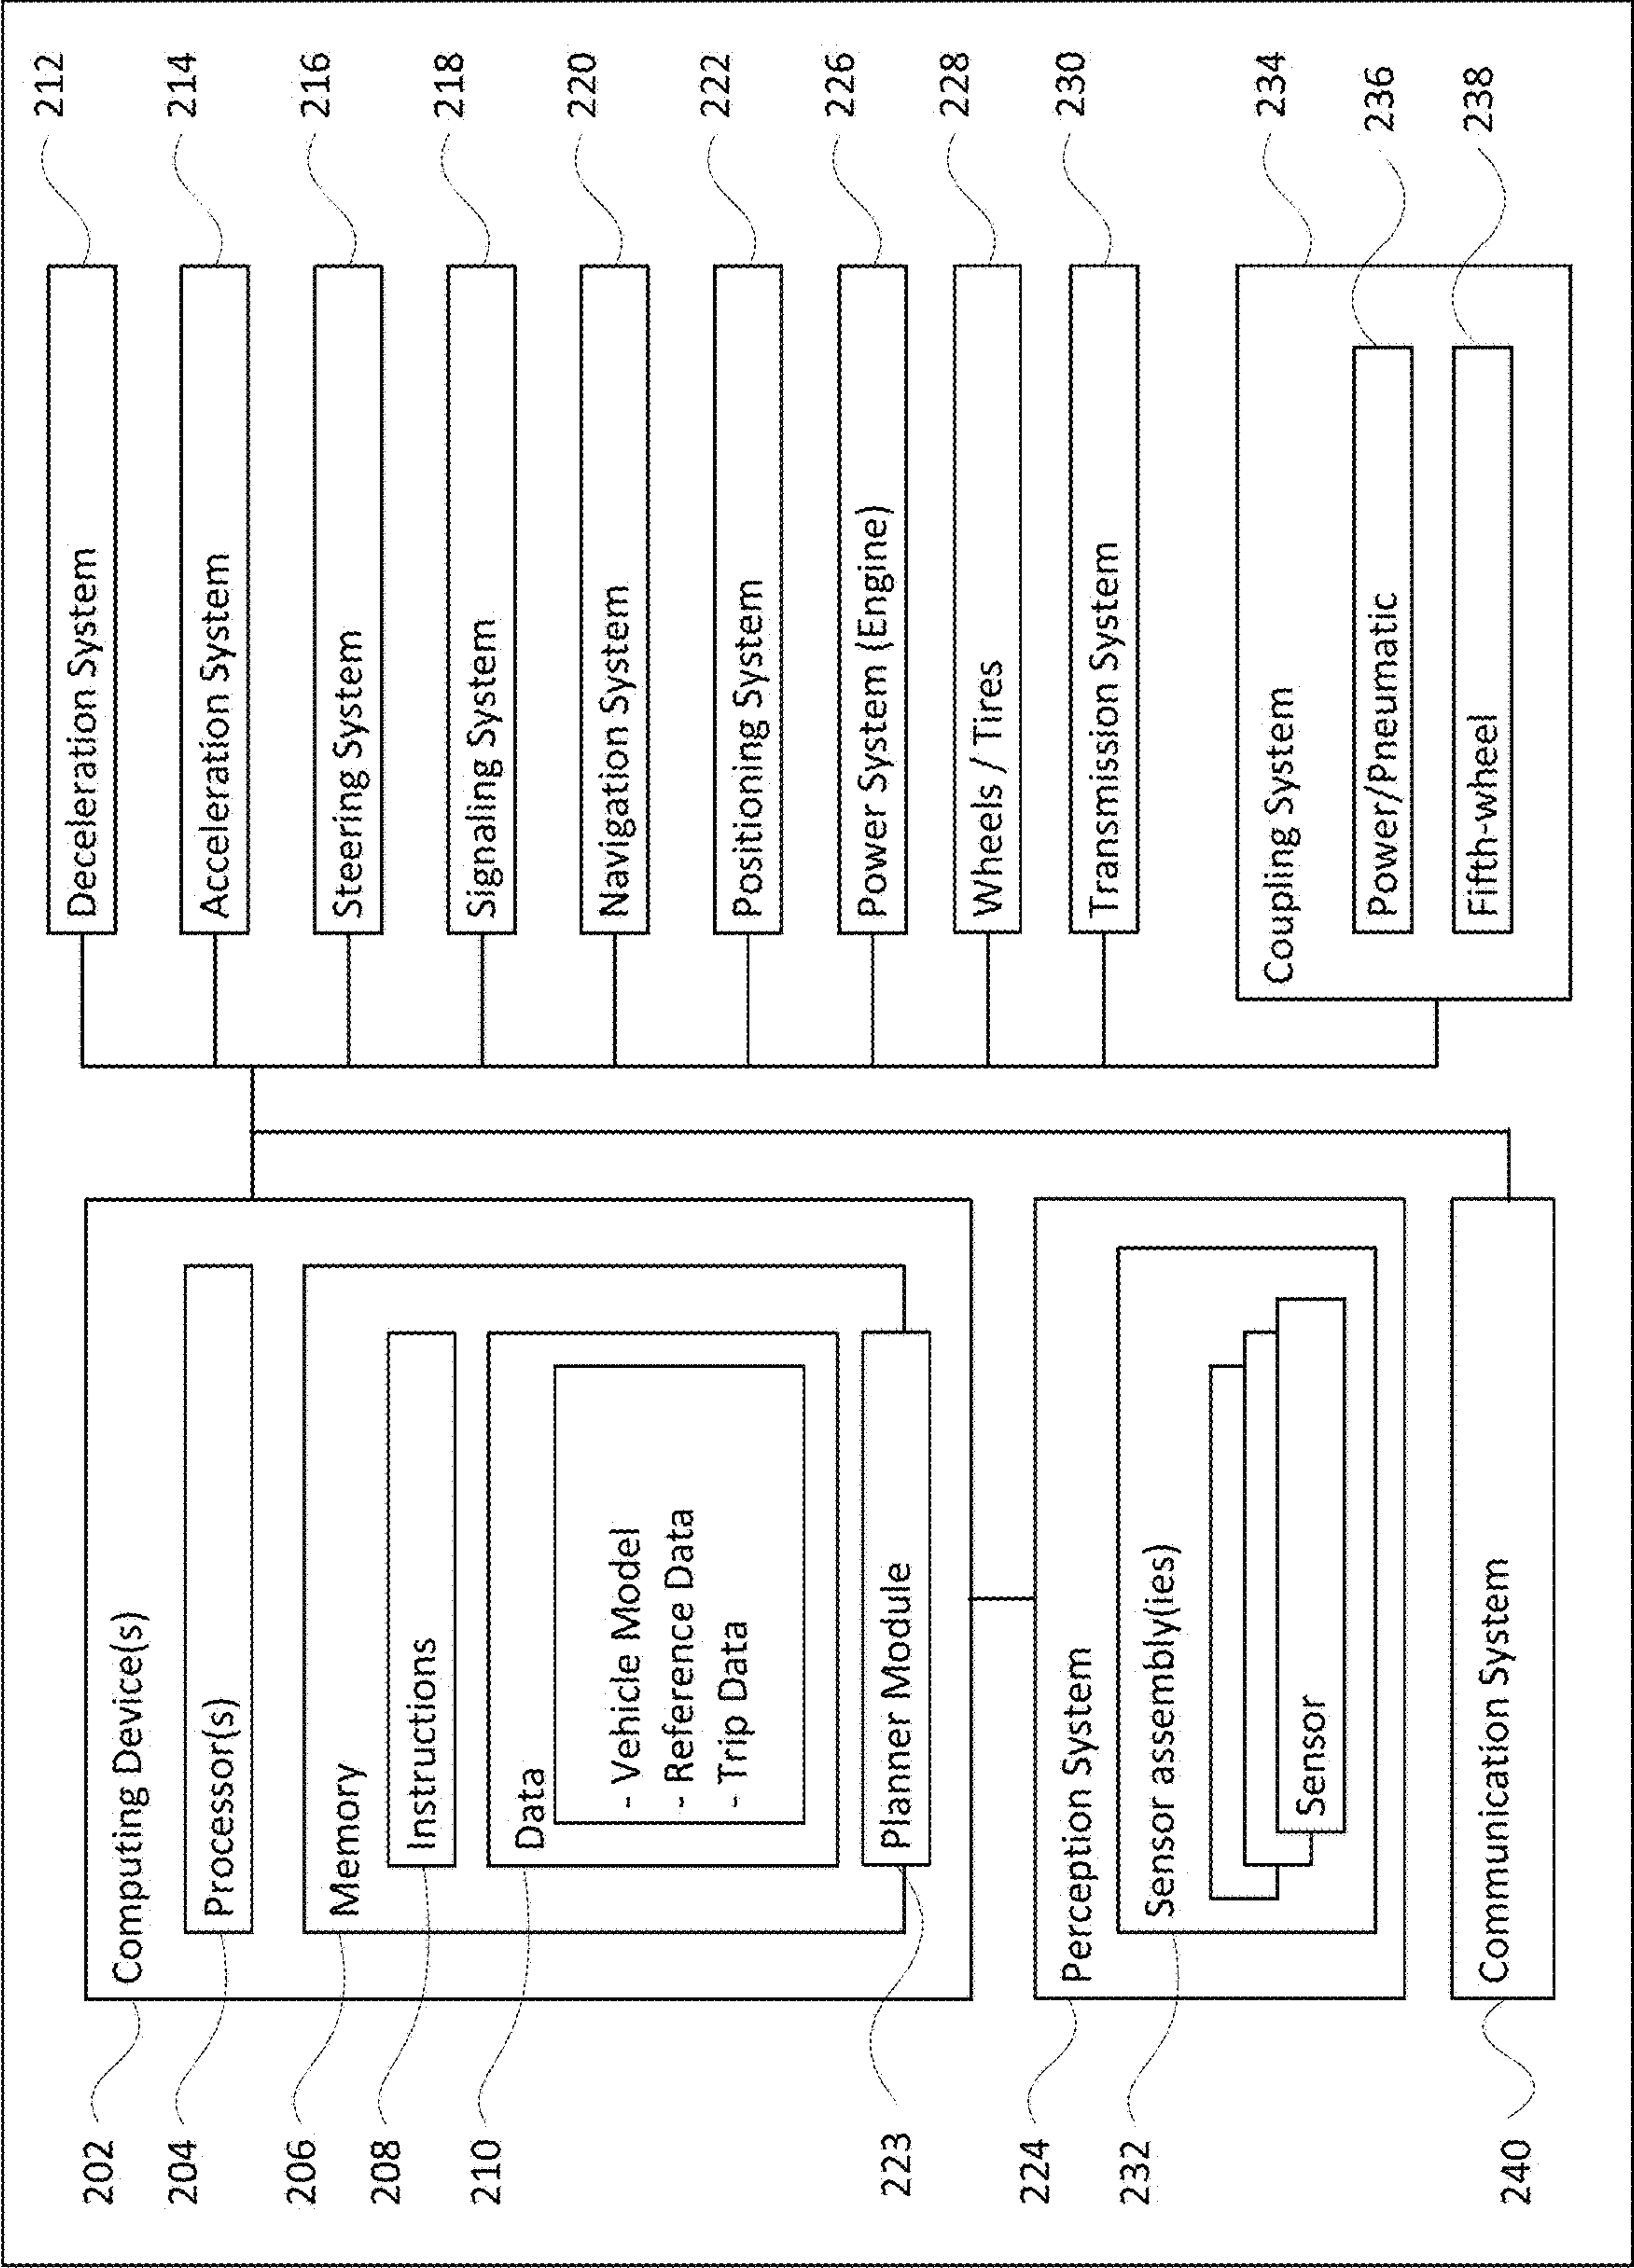 202
Computing Device(s)
204
Processor(s)
206
Memory
208
Instructions
210
Data
- Vehicle Model
- Reference Data
- Trip Data
223
Planner Module
224
Perception System
232
Sensor assembly(ies)
Sensor
240
Communication System
Deceleration System
212
Acceleration System
214
Steering System
216
Signaling System
218
Navigation System
220
Positioning System
222
Power System (Engine)
226
Wheels / Tires
228
Transmission System
230
Coupling System
234
Power/Pneumatic
236
Fifth-wheel
238